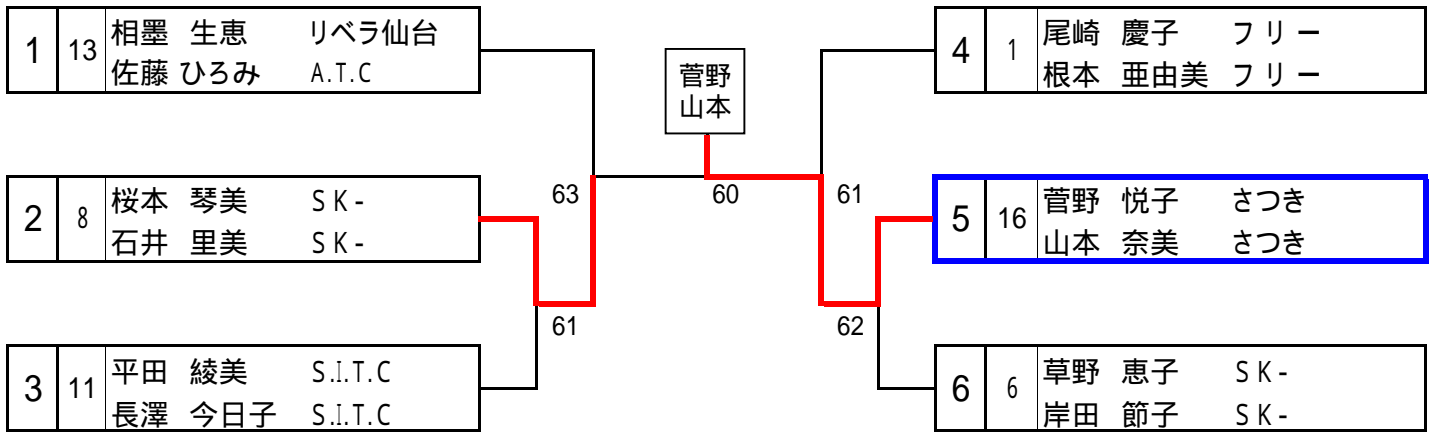 1 13 相墨 生恵 リベラ仙台
佐藤 ひろみ A.T.C
2 8 桜本 琴美 SK-
石井 里美 SK-
3 11 平田 綾美 S.I.T.C
長澤 今日子 S.I.T.C
63
61
菅野
山本
60
61
62
4 1 尾崎 慶子 フリー
根本 亜由美 フリー
5 16 菅野 悦子 さつき
山本 奈美 さつき
6 6 草野 恵子 SK-
岸田 節子 SK-